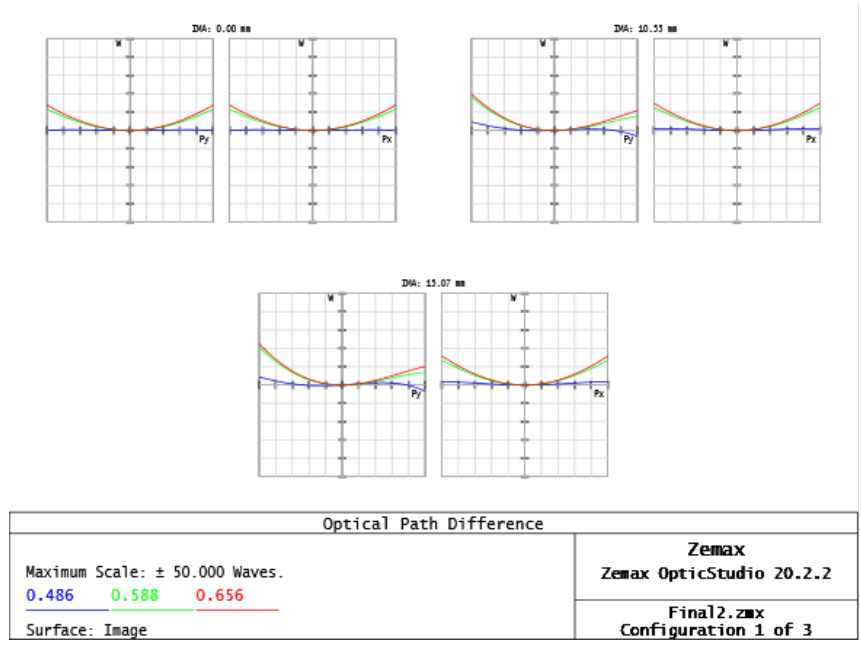 IMA: 0.00 mm
IMA: 10.55 mm
W
W
W
W
Py
Px
Py
Px
IMA: 15.07 mm
W
W
Py
Px
Optical Path Difference
Maximum Scale: ± 50.000 Waves.
0.486 0.588 0.656
Surface: Image
Zemax
Zemax OpticStudio 20.2.2
Final2.zmx
Configuration 1 of 3